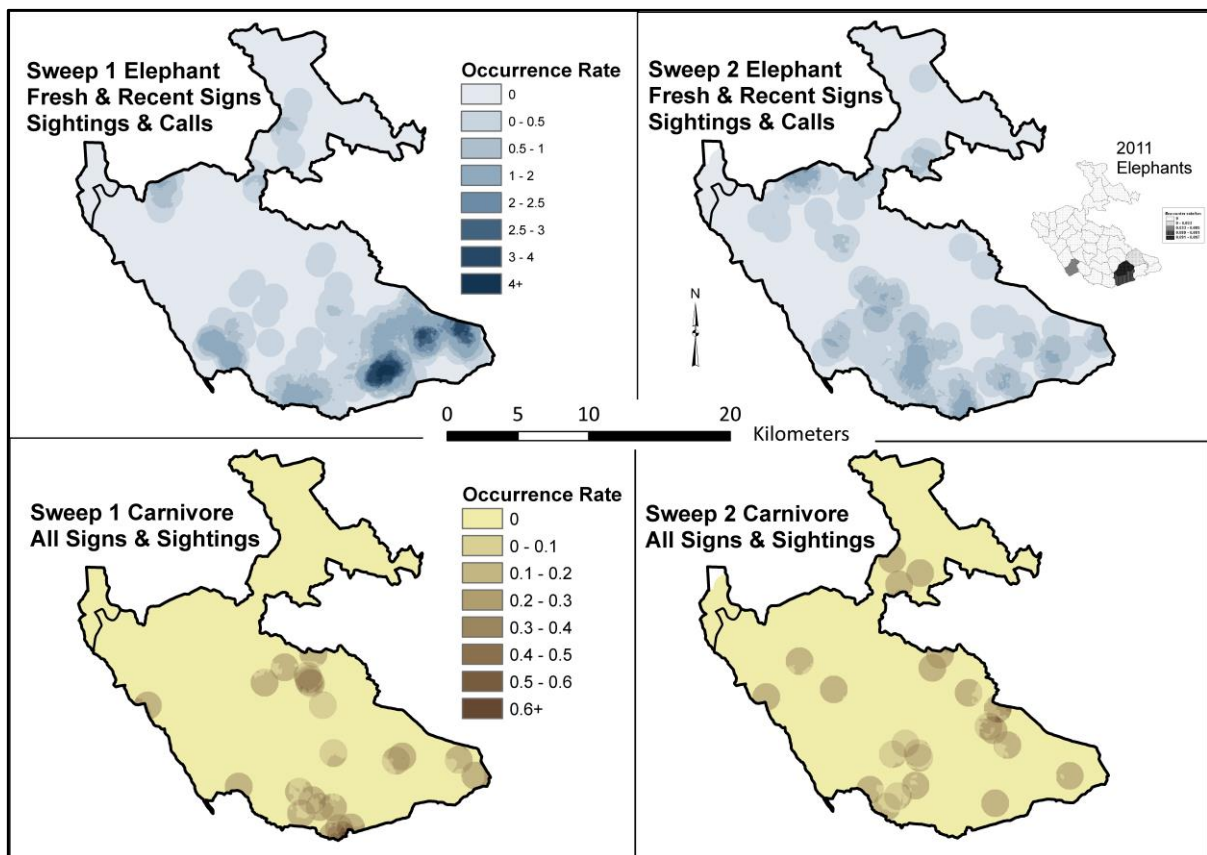 Sweep 1 Elephant
Fresh & Recent Signs
Sightings & Calls
Occurrence Rate
0
0 - 0.5
0.5 - 1
1 - 2
2 - 2.5
2.5 - 3
3 - 4
4+
Sweep 2 Elephant
Fresh & Recent Signs
Sightings & Calls
2011
Elephants
N
0 5 10 20
Kilometers
Sweep 1 Carnivore
All Signs & Sightings
Occurrence Rate
0
0 - 0.1
0.1 - 0.2
0.2 - 0.3
0.3 - 0.4
0.4 - 0.5
0.5 - 0.6
0.6+
Sweep 2 Carnivore
All Signs & Sightings